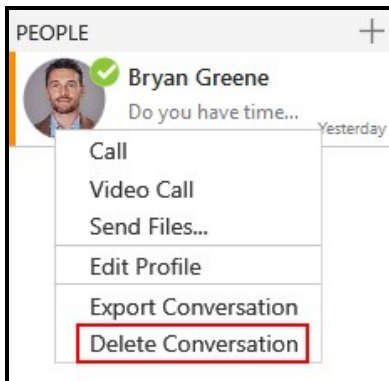 PEOPLE
Bryan Greene
Do you have time...
Yesterday
Call
Video Call
Send Files...
Edit Profile
Export Conversation
Delete Conversation